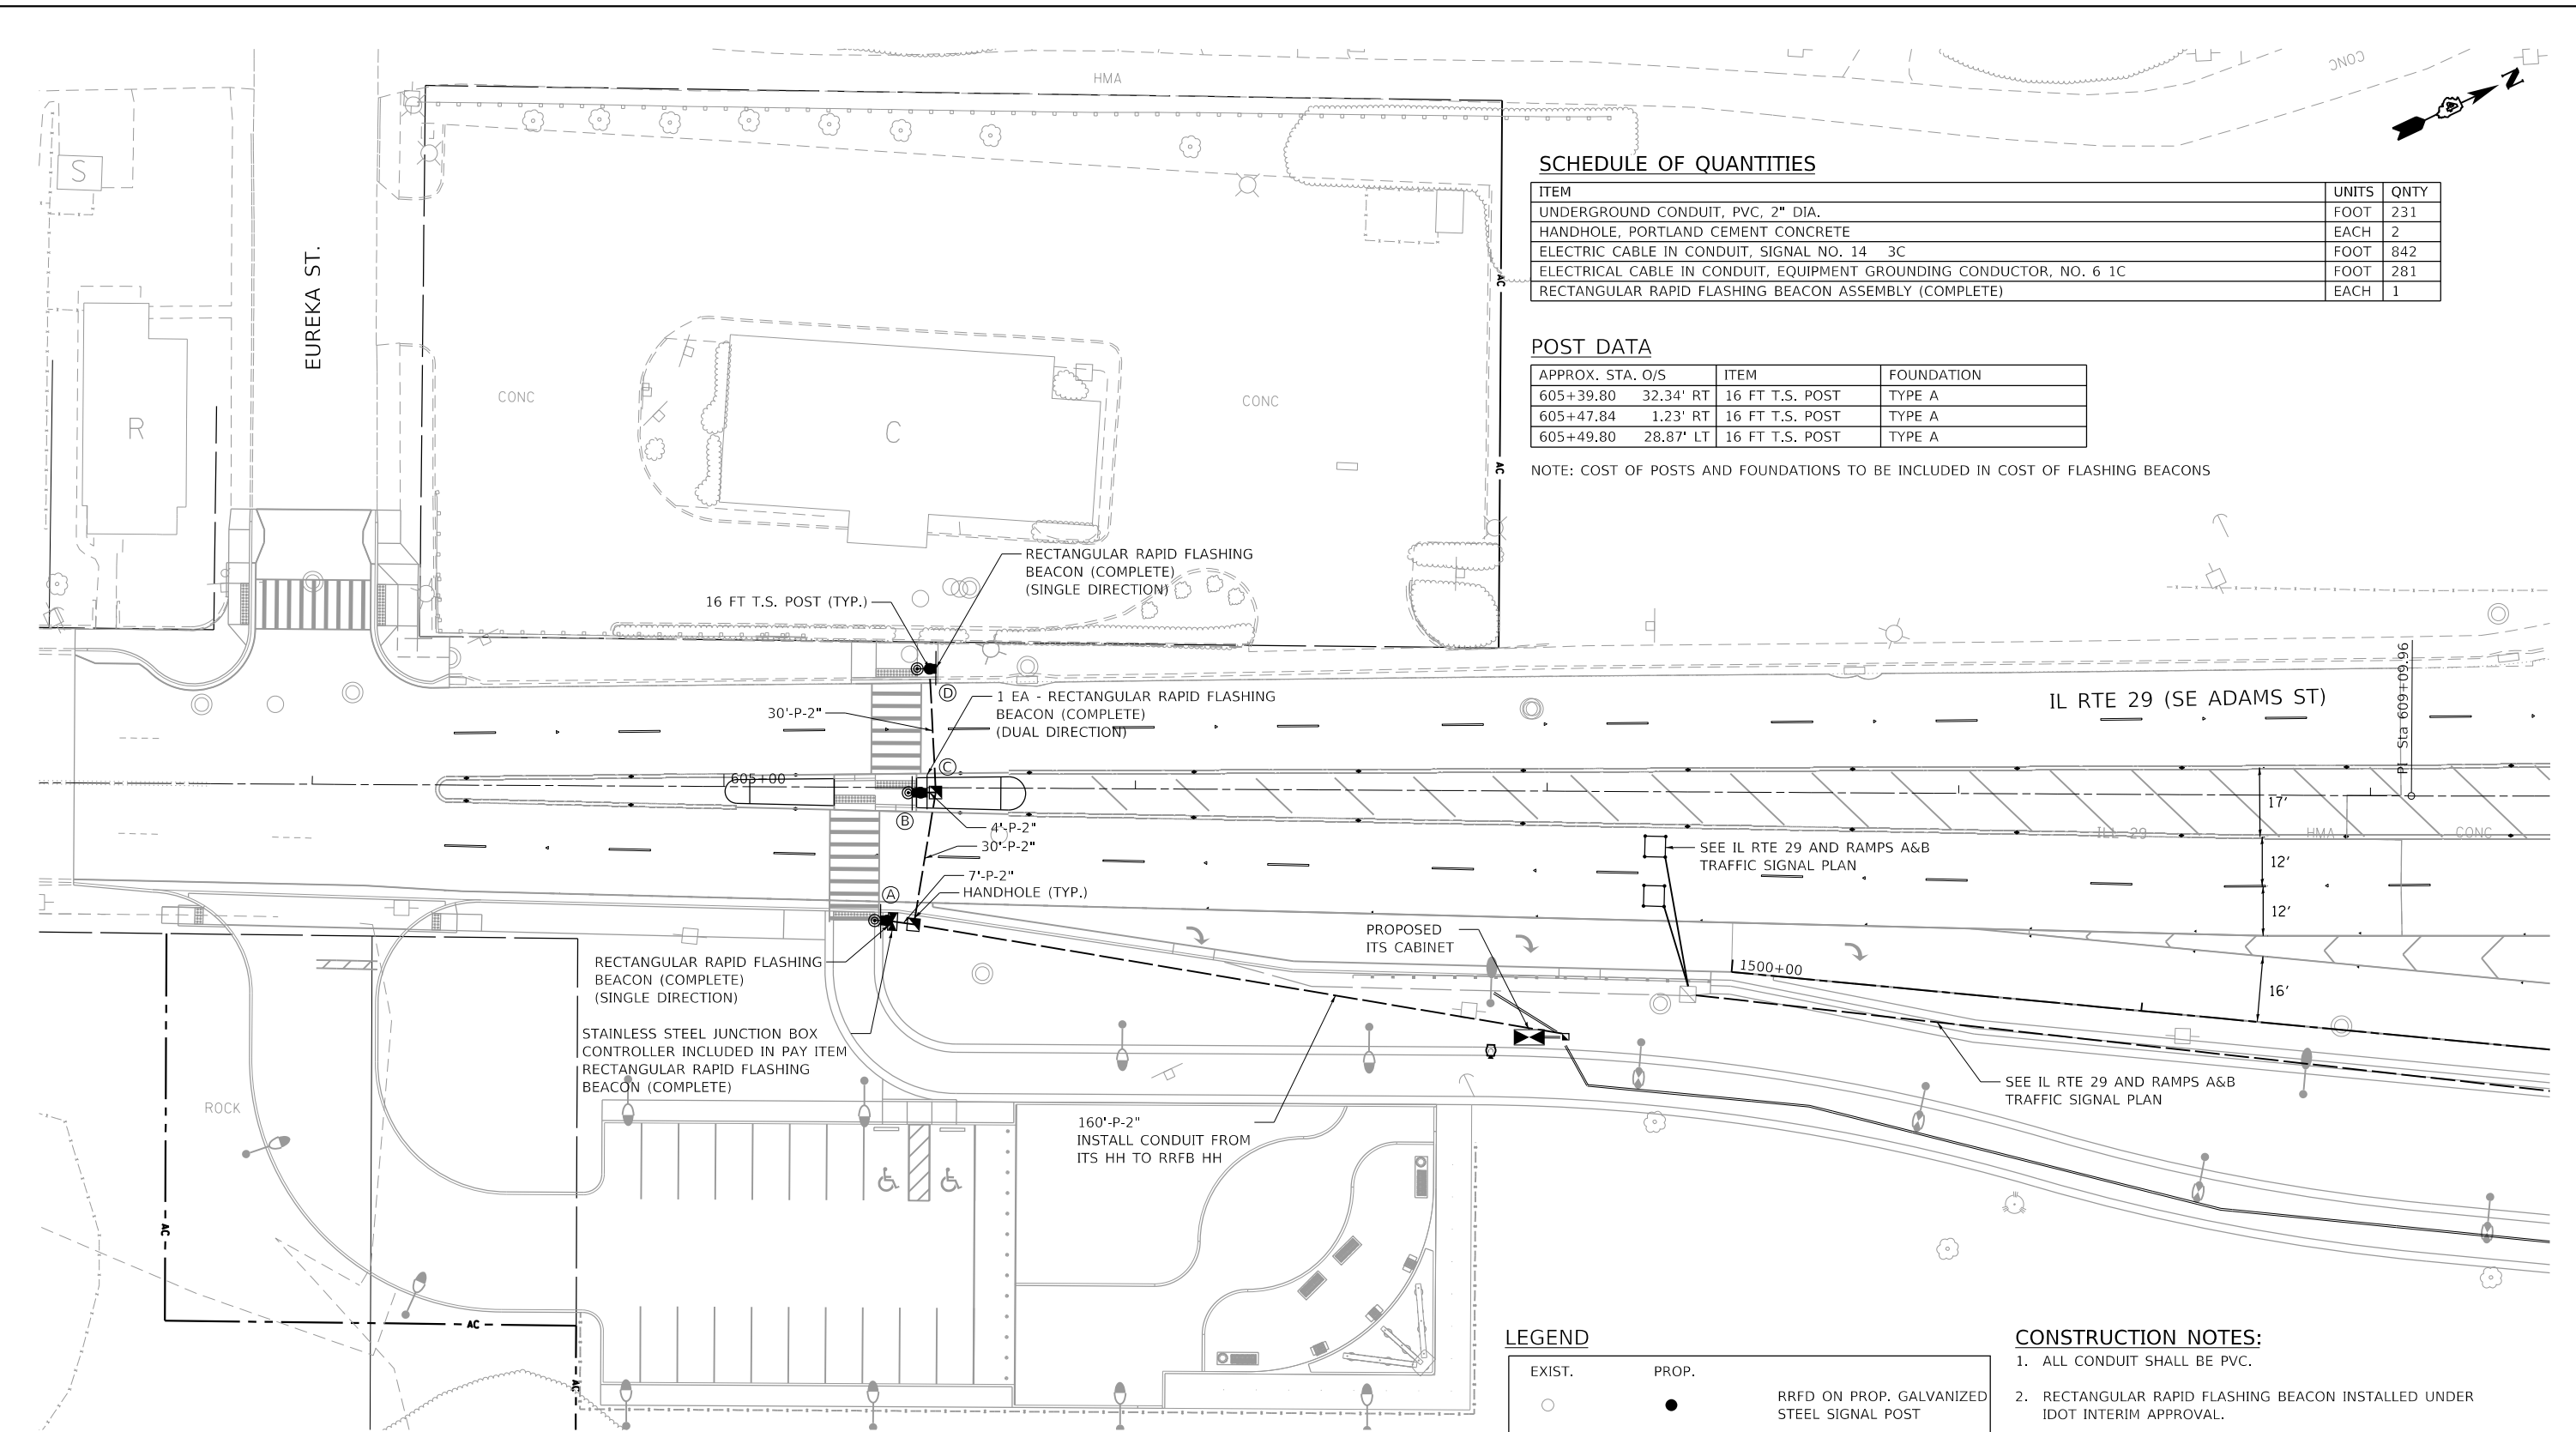 HMA
CONC
N
SCHEDULE OF QUANTITIES
ITEM UNITS QNTY
UNDERGROUND CONDUIT, PVC, 2" DIA. FOOT 231
HANDHOLE, PORTLAND CEMENT CONCRETE EACH 2
ELECTRIC CABLE IN CONDUIT, SIGNAL NO. 14 3C FOOT 842
ELECTRICAL CABLE IN CONDUIT, EQUIPMENT GROUNDING CONDUCTOR, NO. 6 1C FOOT 281
RECTANGULAR RAPID FLASHING BEACON ASSEMBLY (COMPLETE) EACH 1
POST DATA
APPROX. STA. O/S ITEM FOUNDATION
605+39.80 32.34' RT 16 FT T.S. POST TYPE A
605+47.84 1.23' RT 16 FT T.S. POST TYPE A
605+49.80 28.87' LT 16 FT T.S. POST TYPE A
NOTE: COST OF POSTS AND FOUNDATIONS TO BE INCLUDED IN COST OF FLASHING BEACONS
S
EUREKA ST.
R
CONC
C
CONC
AC
AC
RECTANGULAR RAPID FLASHING
BEACON (COMPLETE)
(SINGLE DIRECTION)
16 FT T.S. POST (TYP.)
D
1 EA - RECTANGULAR RAPID FLASHING
BEACON (COMPLETE)
(DUAL DIRECTION)
30'-P-2"
IL RTE 29 (SE ADAMS ST)
PI Sta 609+09.96
605+00
C
B
4'-P-2"
30'-P-2"
7'-P-2"
HANDHOLE (TYP.)
A
SEE IL RTE 29 AND RAMPS A&B
TRAFFIC SIGNAL PLAN
17'
ILL 29
HMA
CONC
12'
12'
16'
PROPOSED
ITS CABINET
1500+00
RECTANGULAR RAPID FLASHING
BEACON (COMPLETE)
(SINGLE DIRECTION)
STAINLESS STEEL JUNCTION BOX
CONTROLLER INCLUDED IN PAY ITEM
RECTANGULAR RAPID FLASHING
BEACON (COMPLETE)
ROCK
160'-P-2"
INSTALL CONDUIT FROM
ITS HH TO RRFB HH
SEE IL RTE 29 AND RAMPS A&B
TRAFFIC SIGNAL PLAN
AC
AC
AC
LEGEND
EXIST. PROP.
RRFD ON PROP. GALVANIZED
STEEL SIGNAL POST
CONSTRUCTION NOTES:
1. ALL CONDUIT SHALL BE PVC.
2. RECTANGULAR RAPID FLASHING BEACON INSTALLED UNDER
IDOT INTERIM APPROVAL.